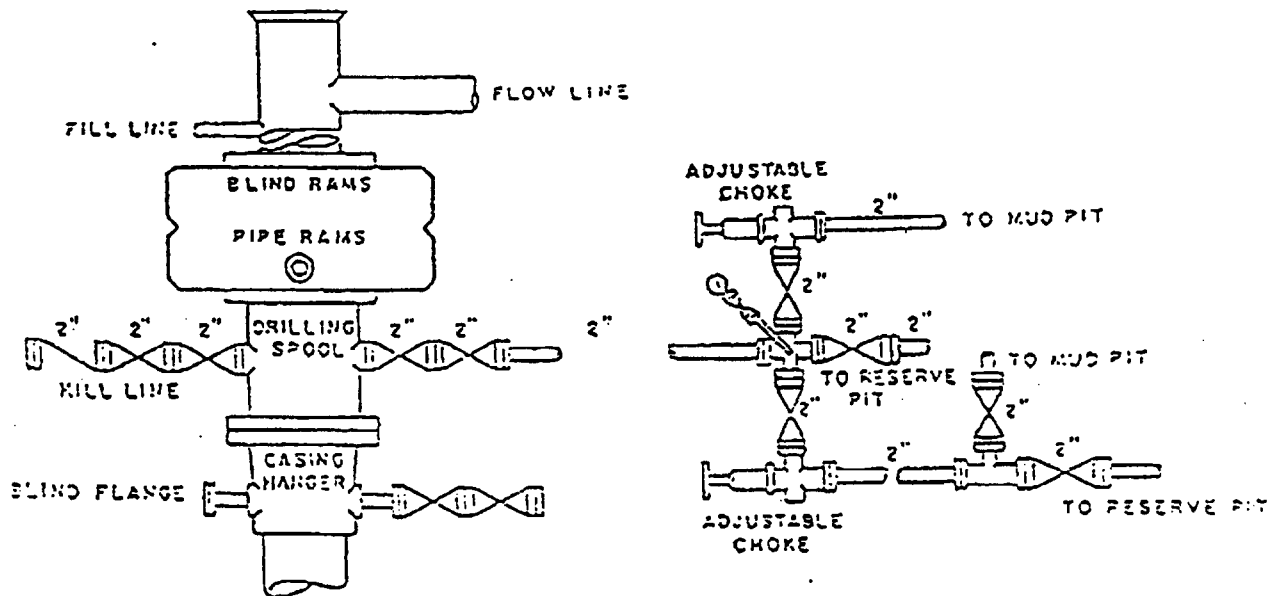 FLOW LINE
FILL LINE
BLIND RAMS
PIPE RAMS
2" 2" 2" DRILLING SPOOL 2" 2" 2"
KILL LINE
CASING HANGER
BLIND FLANGE
ADJUSTABLE
CHOKE
2"
TO MUD PIT
2"
2" 2"
TO RESERVE
PIT
TO MUD PIT
2"
2"
2"
2"
TO RESERVE PIT
ADJUSTABLE
CHOKE